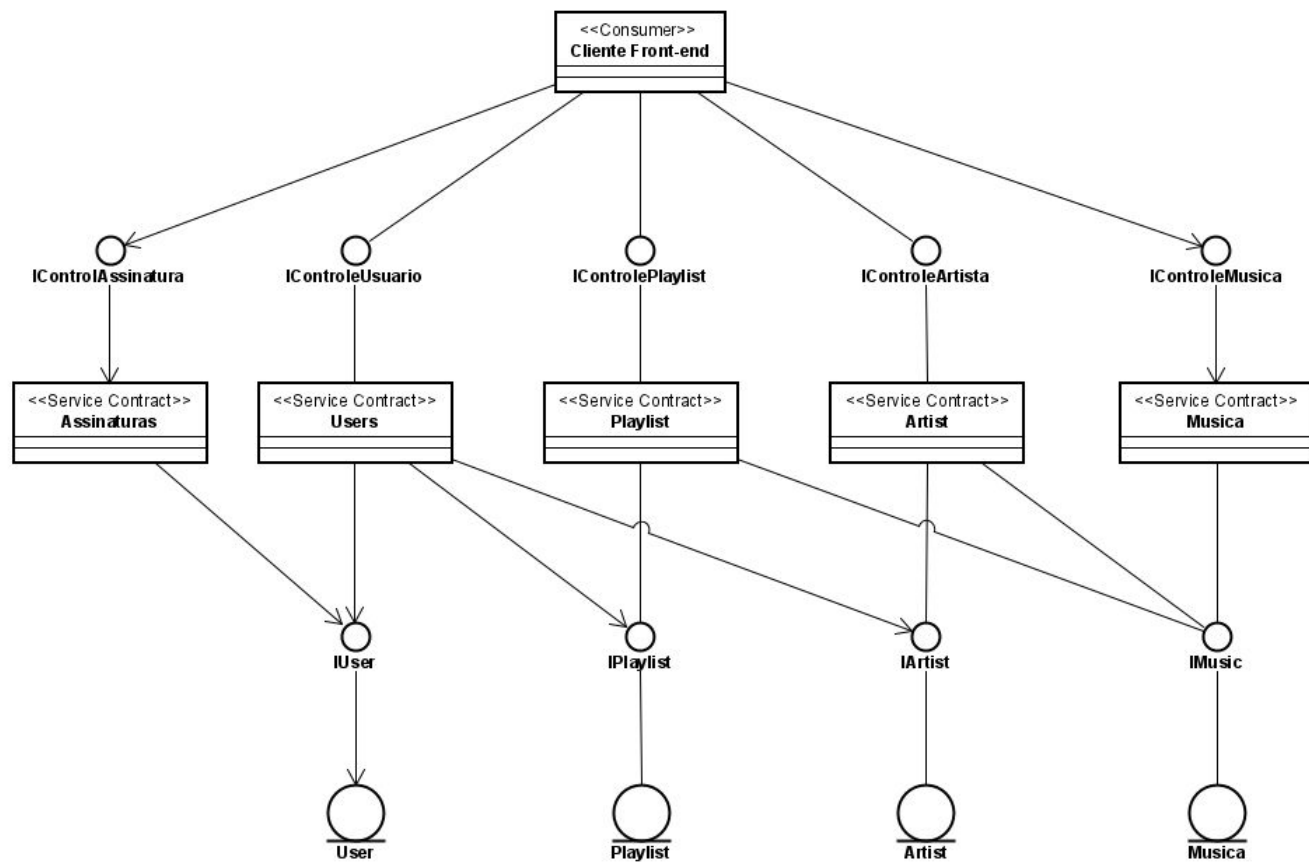 <<Consumer>>
Cliente Front-end
IControlAssinatura
IControleUsuario
IControlePlaylist
IControleArtista
IControleMusica
<<Service Contract>>
Assinaturas
<<Service Contract>>
Users
<<Service Contract>>
Playlist
<<Service Contract>>
Artist
<<Service Contract>>
Musica
IUser
IPlaylist
IArtist
IMusic
User
Playlist
Artist
Musica